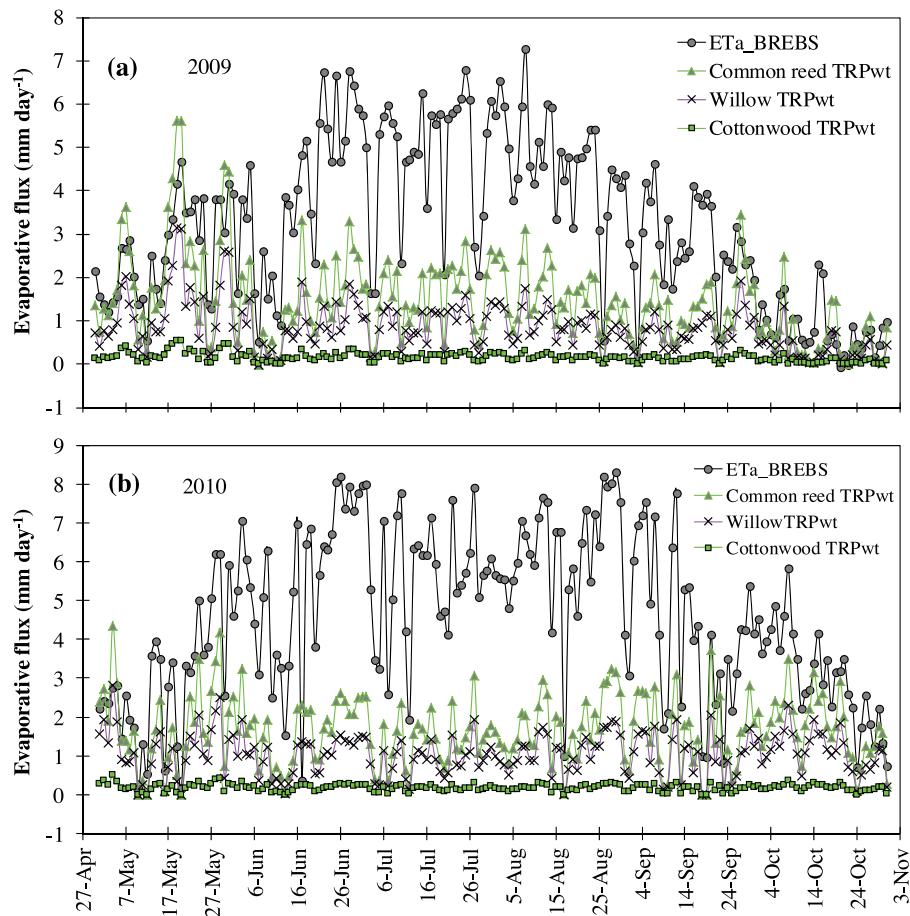 8
7
6
5
4
3
2
1
0
-1
Evaporative flux (mm day-1)
(a)
2009
ETa_BREBS
Common reed TRPwt
Willow TRPwt
Cottonwood TRPwt
9
8
7
6
5
4
3
2
1
0
-1
Evaporative flux (mm day-1)
(b)
2010
ETa_BREBS
Common reed TRPwt
WillowTRPwt
Cottonwood TRPwt
27-Apr
7-May
17-May
27-May
6-Jun
16-Jun
26-Jun
6-Jul
16-Jul
26-Jul
5-Aug
15-Aug
25-Aug
4-Sep
14-Sep
24-Sep
4-Oct
14-Oct
24-Oct
3-Nov